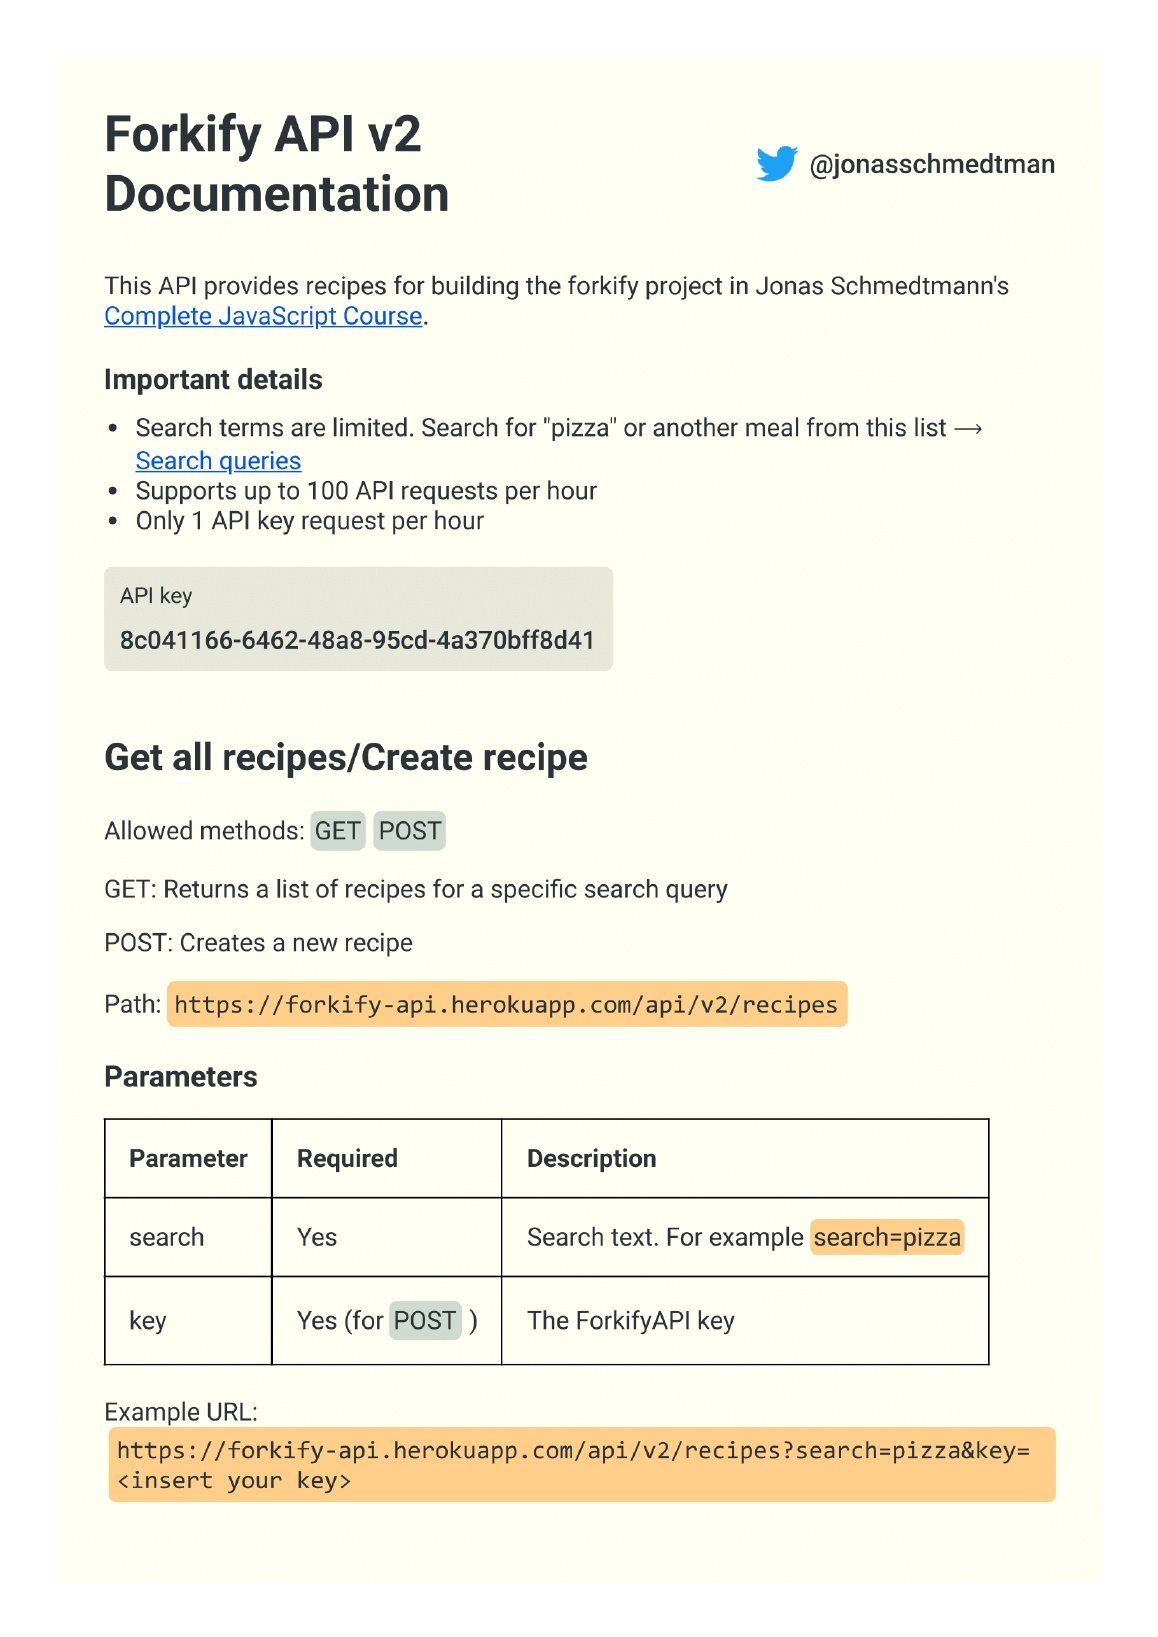 Forkify API v2
Documentation
@jonasschmedtman
This API provides recipes for building the forkify project in Jonas Schmedtmann's
Complete JavaScript Course.
Important details
• Search terms are limited. Search for "pizza" or another meal from this list ⟶
Search queries
• Supports up to 100 API requests per hour
• Only 1 API key request per hour
API key
8c041166-6462-48a8-95cd-4a370bff8d41
Get all recipes/Create recipe
Allowed methods: GET POST
GET: Returns a list of recipes for a specific search query
POST: Creates a new recipe
Path: https://forkify-api.herokuapp.com/api/v2/recipes
Parameters
Parameter Required Description
search Yes Search text. For example search=pizza
key Yes (for POST ) The ForkifyAPI key
Example URL:
https://forkify-api.herokuapp.com/api/v2/recipes?search=pizza&key=
<insert your key>